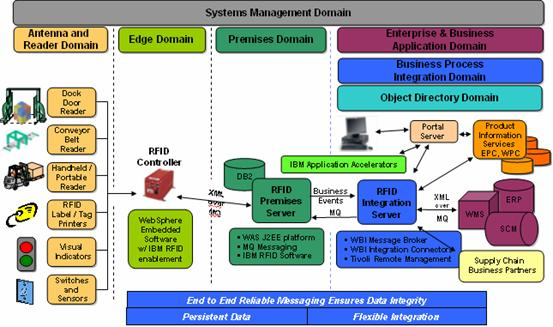 Systems Management Domain
Antenna and
Reader Domain
Edge Domain
Premises Domain
Enterprise & Business
Application Domain
Business Process
Integration Domain
Object Directory Domain
Dock
Door
Reader
Conveyor
Belt
Reader
Handheld /
Portable
Reader
RFID
Label / Tag
Printers
Visual
Indicators
Switches
and
Sensors
RFID
Controller
WebSphere
Embedded
Software
w/ IBM RFID
enablement
XML
over
MQ
DB2
RFID
Premises
Server
• WAS J2EE platform
• MQ Messaging
• IBM RFID Software
Business
Events
MQ
IBM Application Accelerators
RFID
Integration
Server
• WBI Message Broker
• WBI Integration Connectors
• Tivoli Remote Management
Portal
Server
Product
Information
Services
EPC, WPC
XML
over
MQ
WMS
ERP
SCM
Supply Chain
Business Partners
End to End Reliable Messaging Ensures Data Integrity
Persistent Data
Flexible Integration